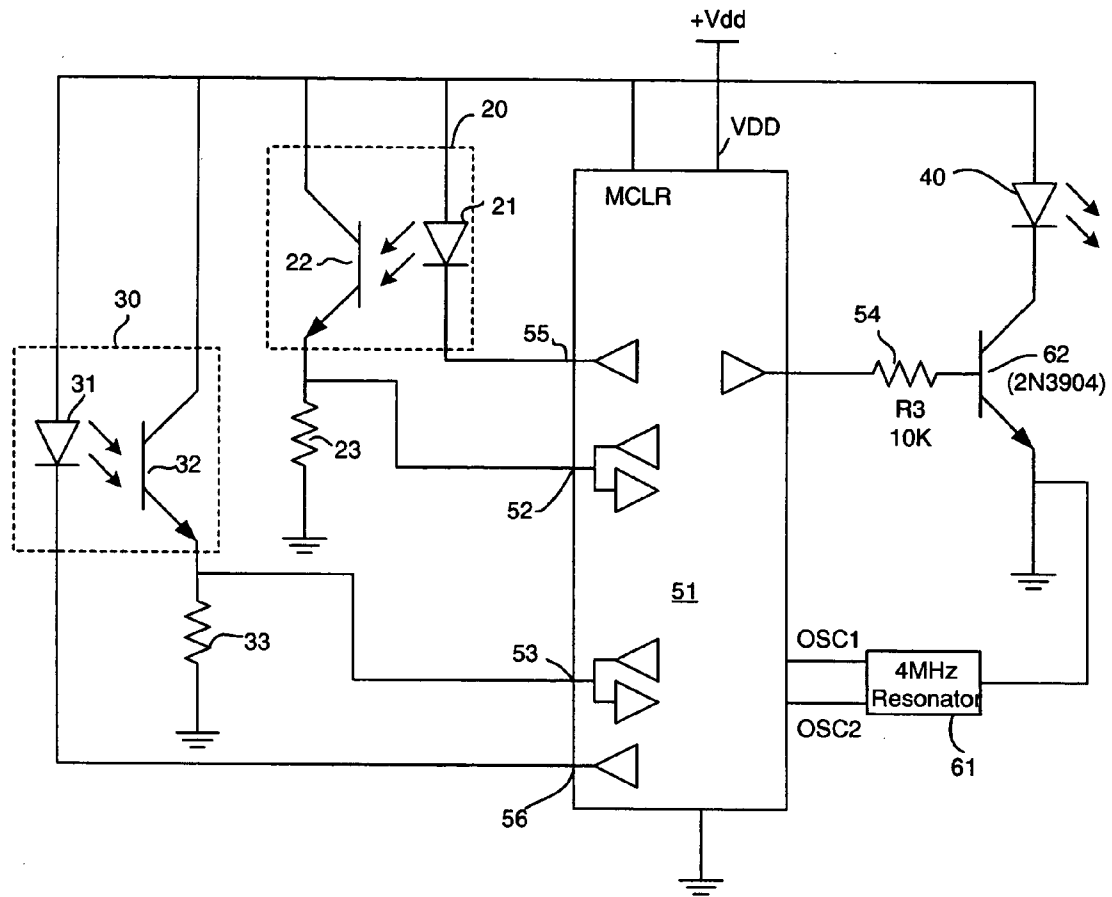 +Vdd
20
VDD
MCLR
40
21
22
30
55
54
62
(2N3904)
31
R3
10K
32
23
52
51
33
53
OSC1
4MHz
Resonator
OSC2
61
56